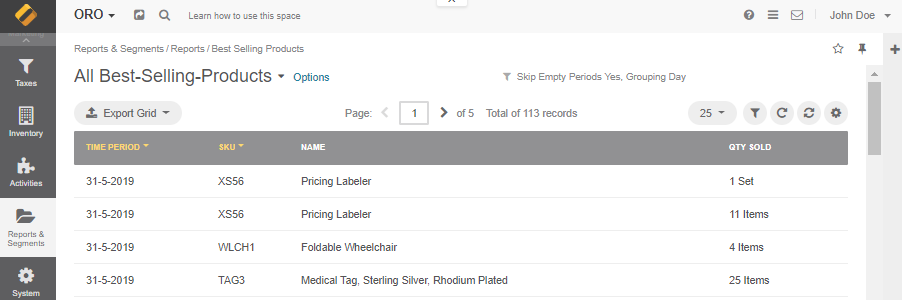 ORO
Learn how to use this space
John Doe
Reports & Segments / Reports / Best Selling Products
All Best-Selling-Products
Options
Skip Empty Periods Yes, Grouping Day
Export Grid
Page: 1 of 5 Total of 113 records
25
TIME PERIOD SKU NAME QTY SOLD
31-5-2019 XS56 Pricing Labeler 1 Set
31-5-2019 XS56 Pricing Labeler 11 Items
31-5-2019 WLCH1 Foldable Wheelchair 4 Items
31-5-2019 TAG3 Medical Tag, Sterling Silver, Rhodium Plated 25 Items
Taxes
Inventory
Activities
Reports &
Segments
System